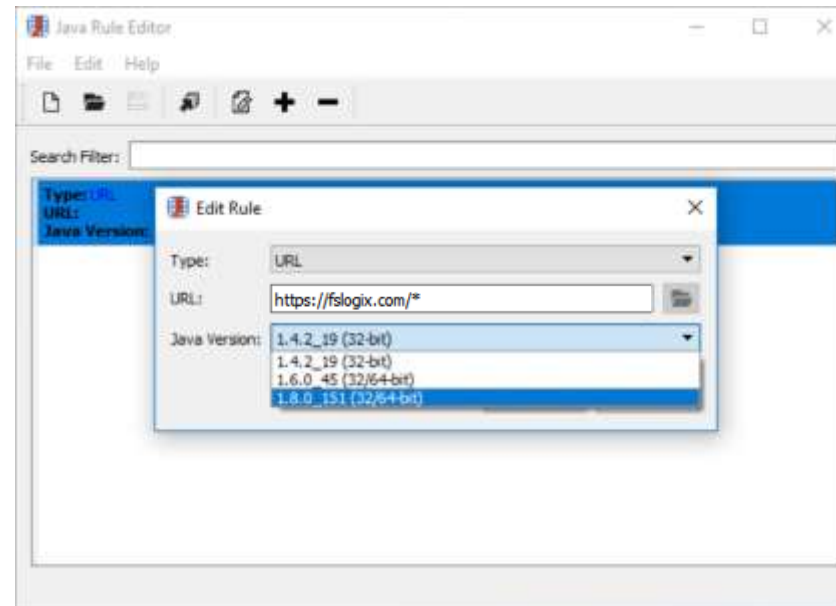 Java Rule Editor
File Edit Help
Search Filter:
Type: URL
URL:
Java Version:
Edit Rule
Type: URL
URL: https://fslogix.com/*
Java Version: 1.4.2_19 (32-bit)
1.4.2_19 (32-bit)
1.6.0_45 (32/64-bit)
1.8.0_151 (32/64-bit)